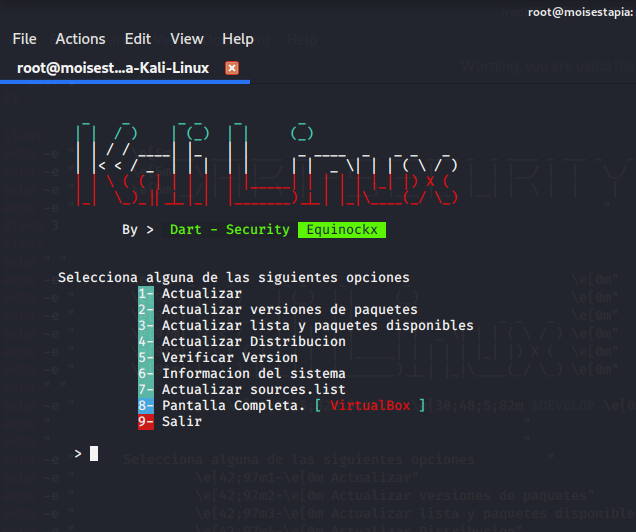 root@moisestapia:
File Actions Edit View Help
root@moisest…a-Kali-Linux
Kali Linux
By > Dart - Security Equinockx
Selecciona alguna de las siguientes opciones
1- Actualizar
2- Actualizar versiones de paquetes
3- Actualizar lista y paquetes disponibles
4- Actualizar Distribucion
5- Verificar Version
6- Informacion del sistema
7- Actualizar sources.list
8- Pantalla Completa. [ VirtualBox ]
9- Salir
>